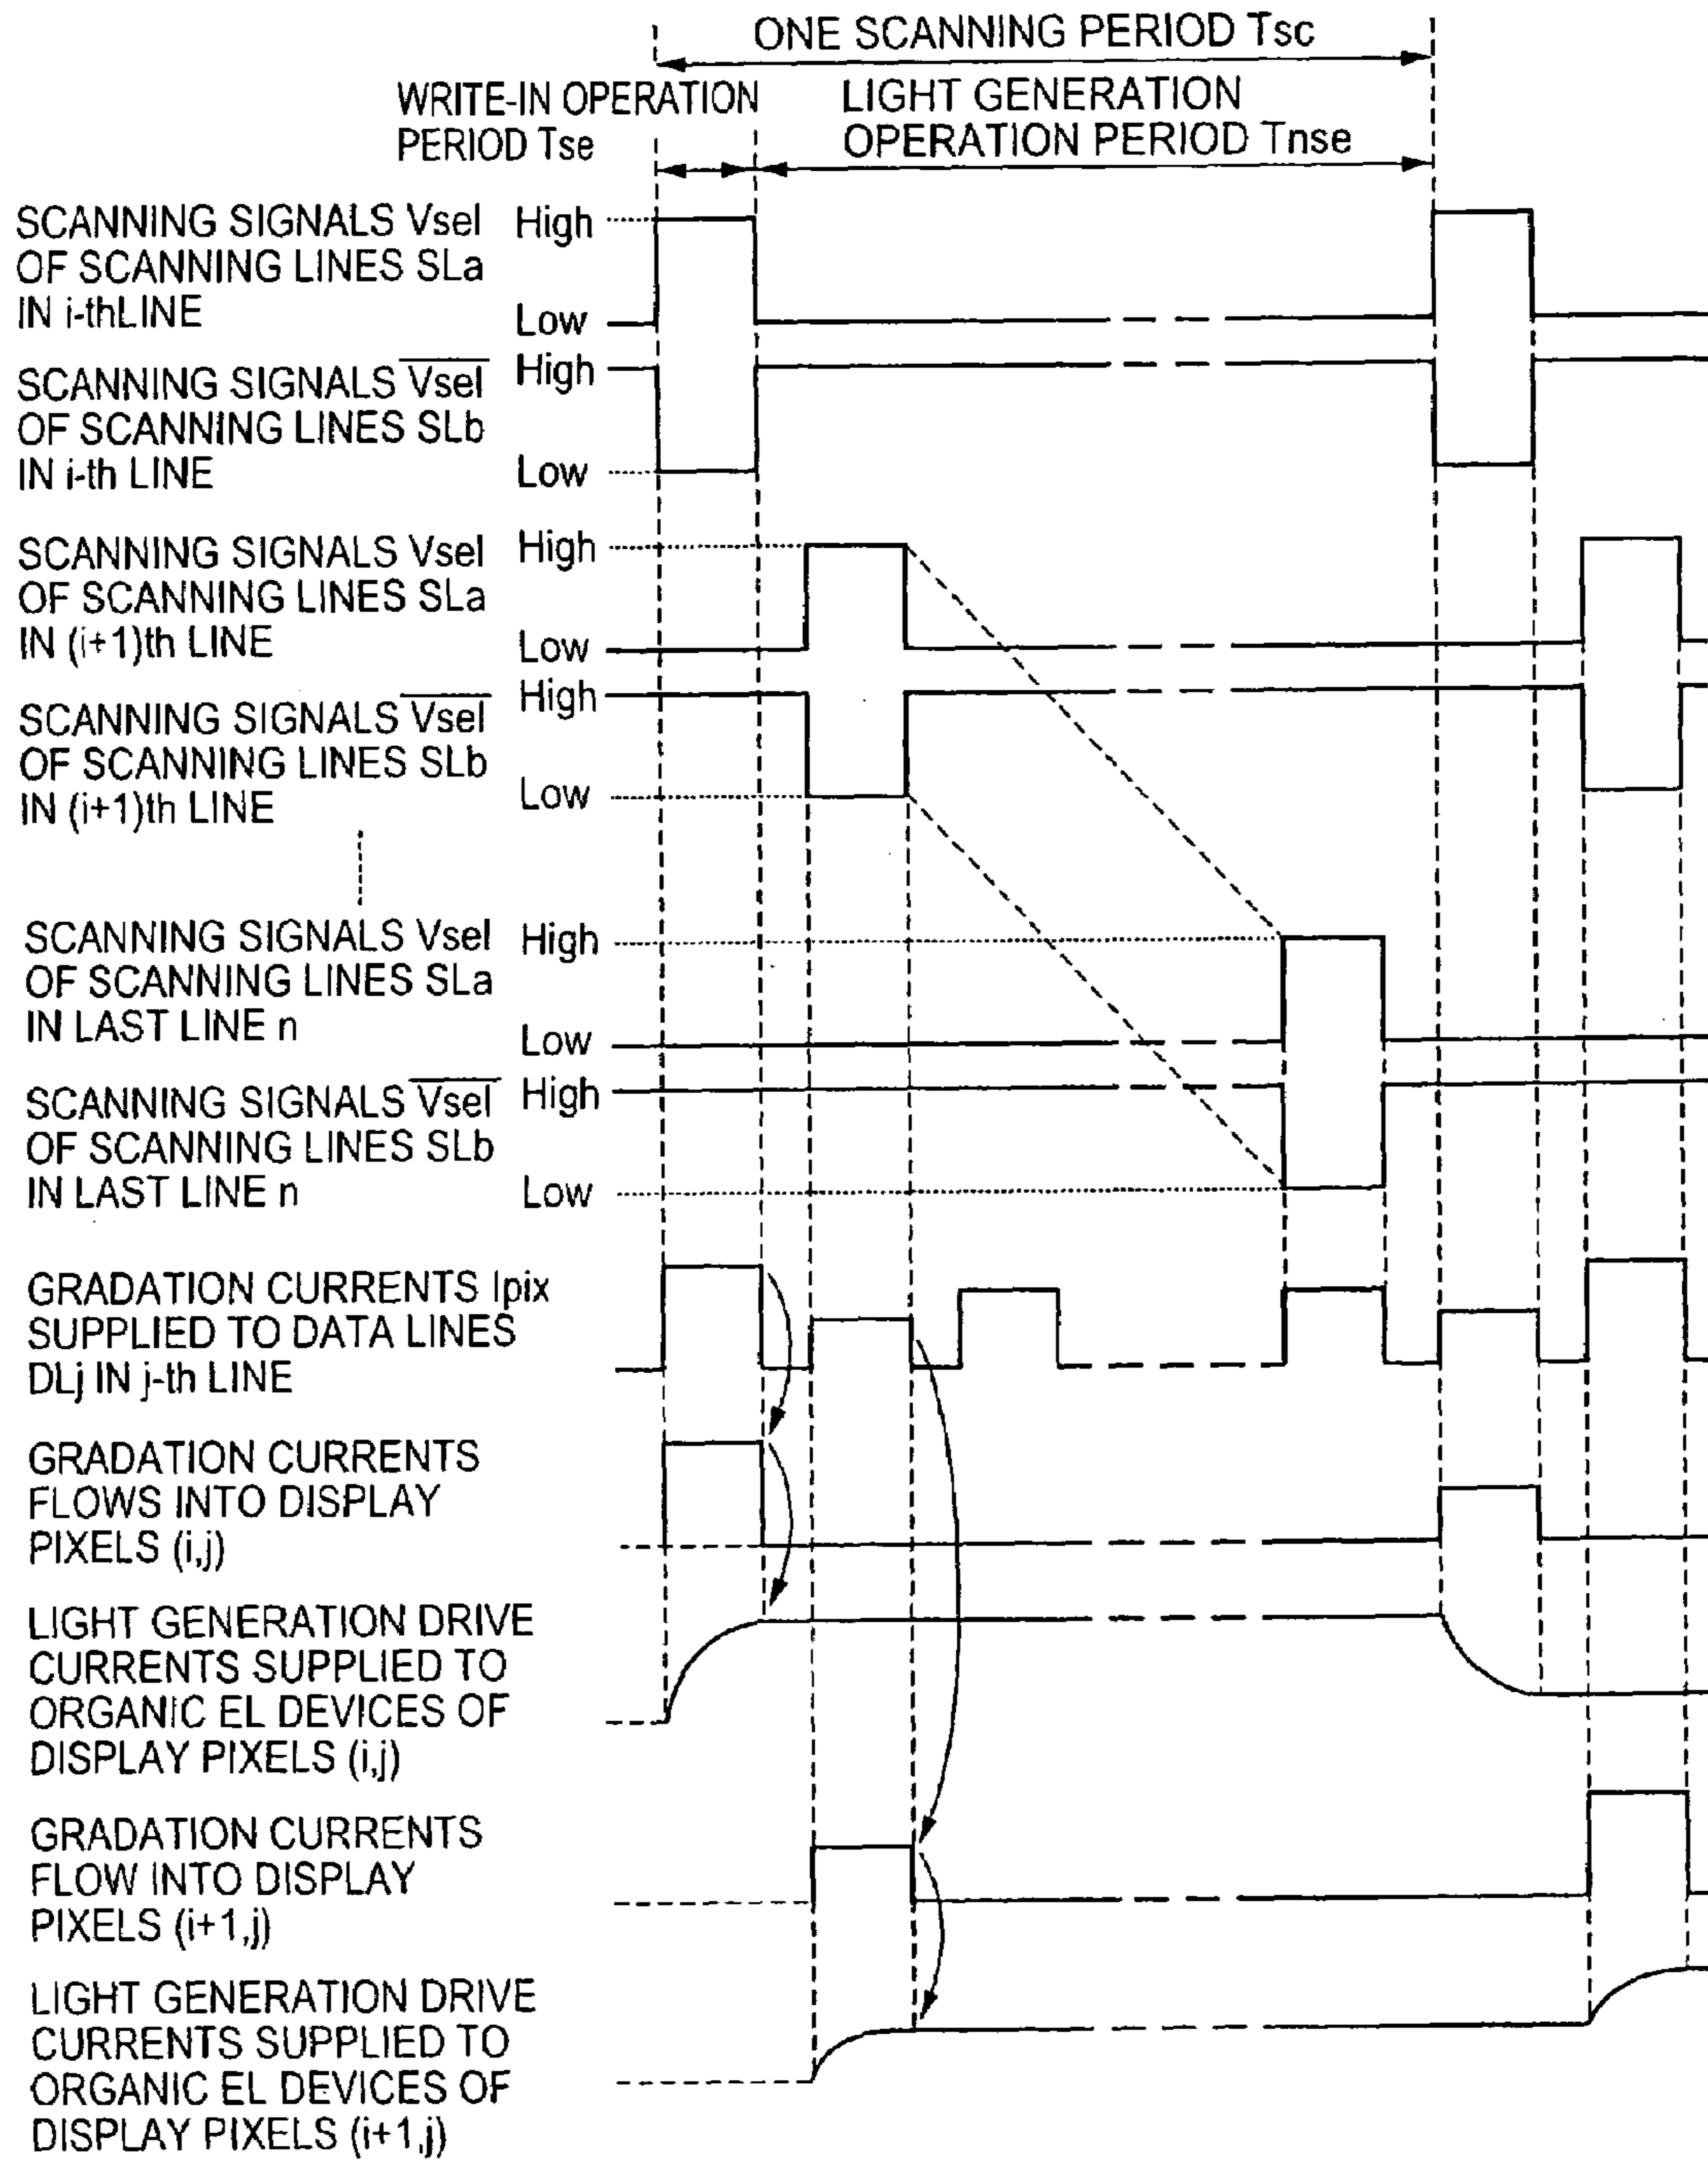 ONE SCANNING PERIOD Tsc
WRITE-IN OPERATION
PERIOD Tse
LIGHT GENERATION
OPERATION PERIOD Tnse
SCANNING SIGNALS Vsel
OF SCANNING LINES SLa
IN i-thLINE
High
Low
SCANNING SIGNALS V̅s̅e̅l̅
OF SCANNING LINES SLb
IN i-th LINE
High
Low
SCANNING SIGNALS Vsel
OF SCANNING LINES SLa
IN (i+1)th LINE
High
Low
SCANNING SIGNALS V̅s̅e̅l̅
OF SCANNING LINES SLb
IN (i+1)th LINE
High
Low
SCANNING SIGNALS Vsel
OF SCANNING LINES SLa
IN LAST LINE n
High
Low
SCANNING SIGNALS V̅s̅e̅l̅
OF SCANNING LINES SLb
IN LAST LINE n
High
Low
GRADATION CURRENTS Ipix
SUPPLIED TO DATA LINES
DLj IN j-th LINE
GRADATION CURRENTS
FLOWS INTO DISPLAY
PIXELS (i,j)
LIGHT GENERATION DRIVE
CURRENTS SUPPLIED TO
ORGANIC EL DEVICES OF
DISPLAY PIXELS (i,j)
GRADATION CURRENTS
FLOW INTO DISPLAY
PIXELS (i+1,j)
LIGHT GENERATION DRIVE
CURRENTS SUPPLIED TO
ORGANIC EL DEVICES OF
DISPLAY PIXELS (i+1,j)